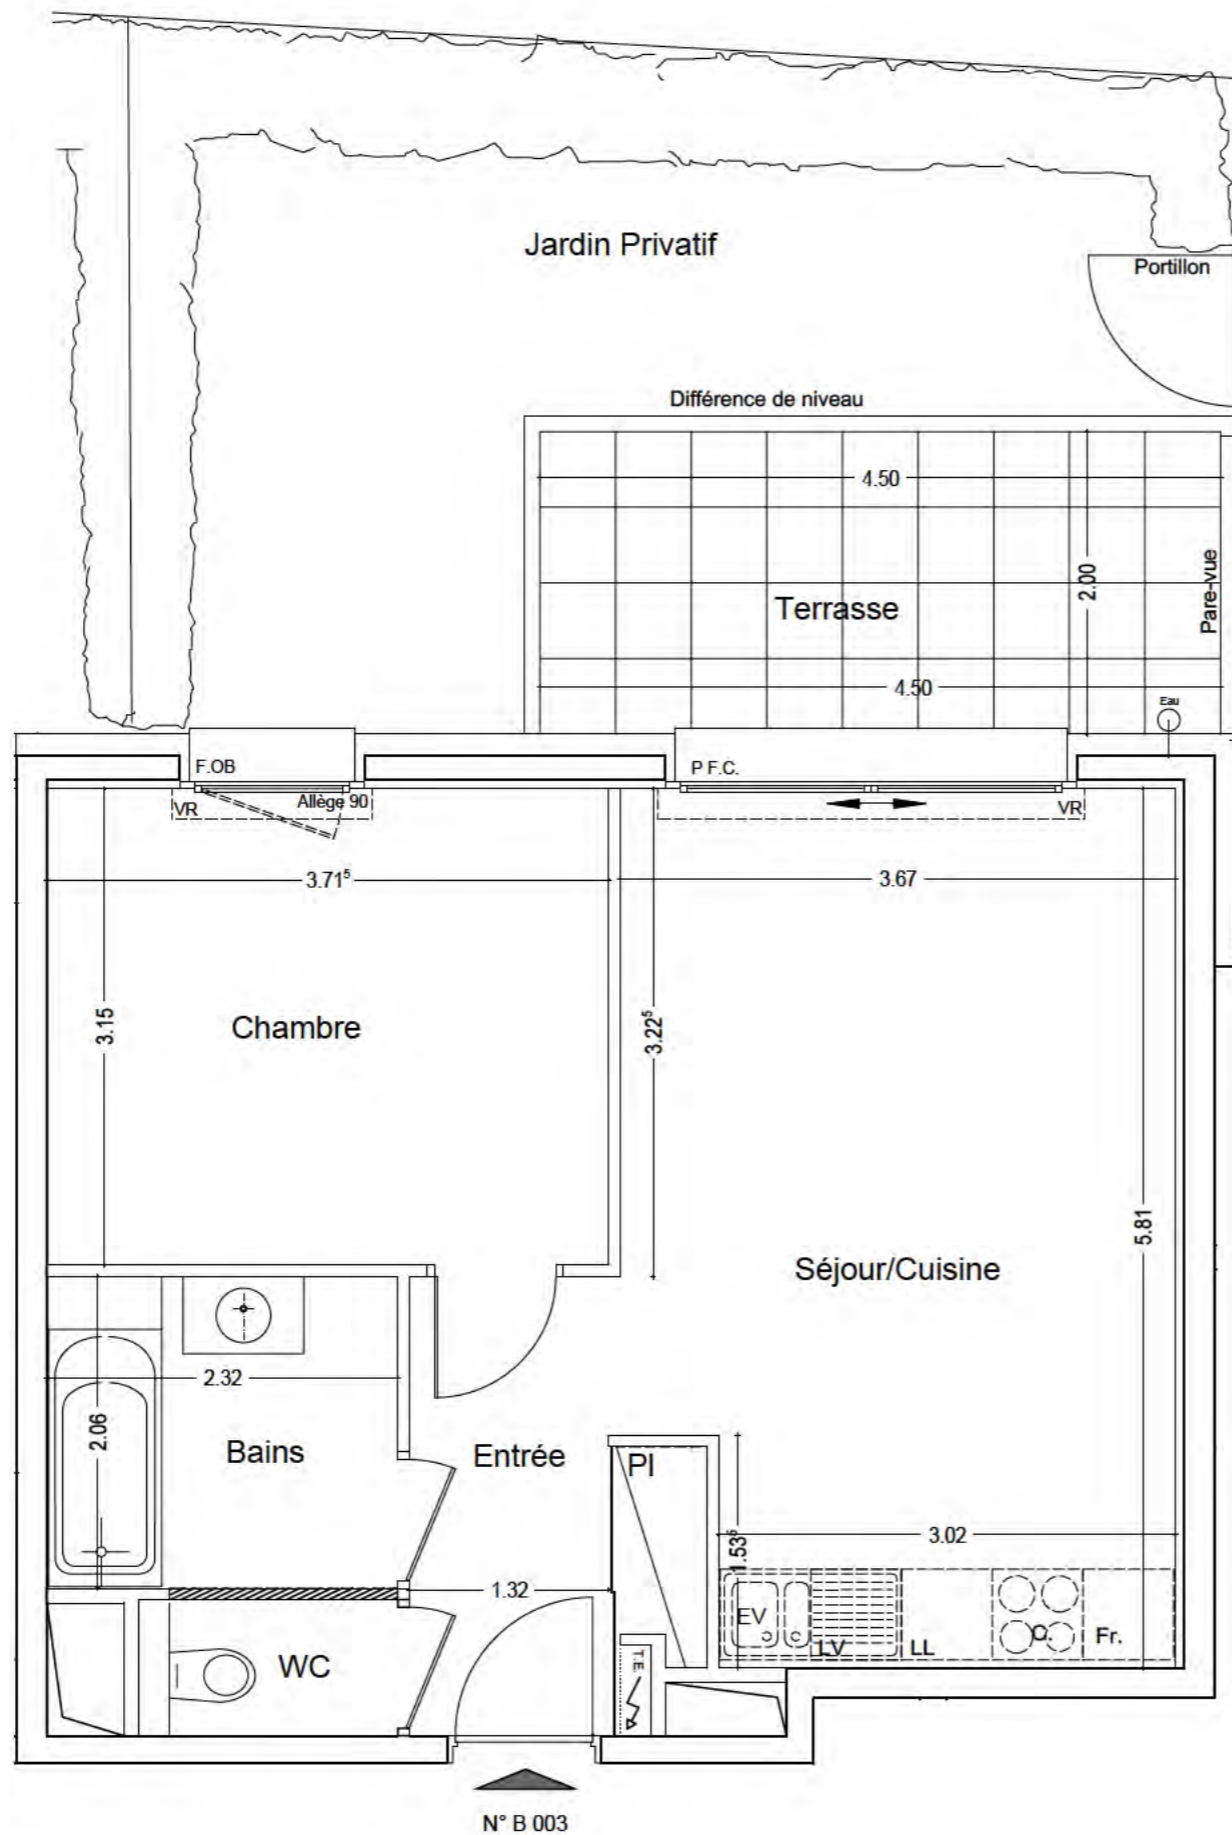 Jardin Privatif
Portillon
Différence de niveau
4.50
2.00
Pare-vue
Terrasse
4.50
Eau
F.OB
P F.C.
VR
Allège 90
VR
3.71⁵
3.67
3.15
Chambre
3.22⁵
5.81
Séjour/Cuisine
2.32
2.06
Bains
Entrée
Pl
1.53⁵
3.02
1.32
EV
LV
LL
C.
Fr.
WC
T.E.
N° B 003